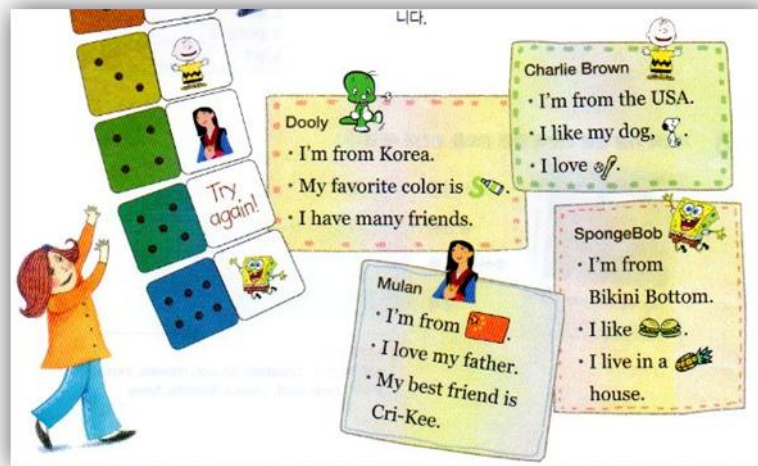 니다.
Try
again!
Dooly
· I'm from Korea.
· My favorite color is .
· I have many friends.
Charlie Brown
· I'm from the USA.
· I like my dog, .
· I love .
Mulan
· I'm from .
· I love my father.
· My best friend is
Cri-Kee.
SpongeBob
· I'm from
Bikini Bottom.
· I like .
· I live in a
house.